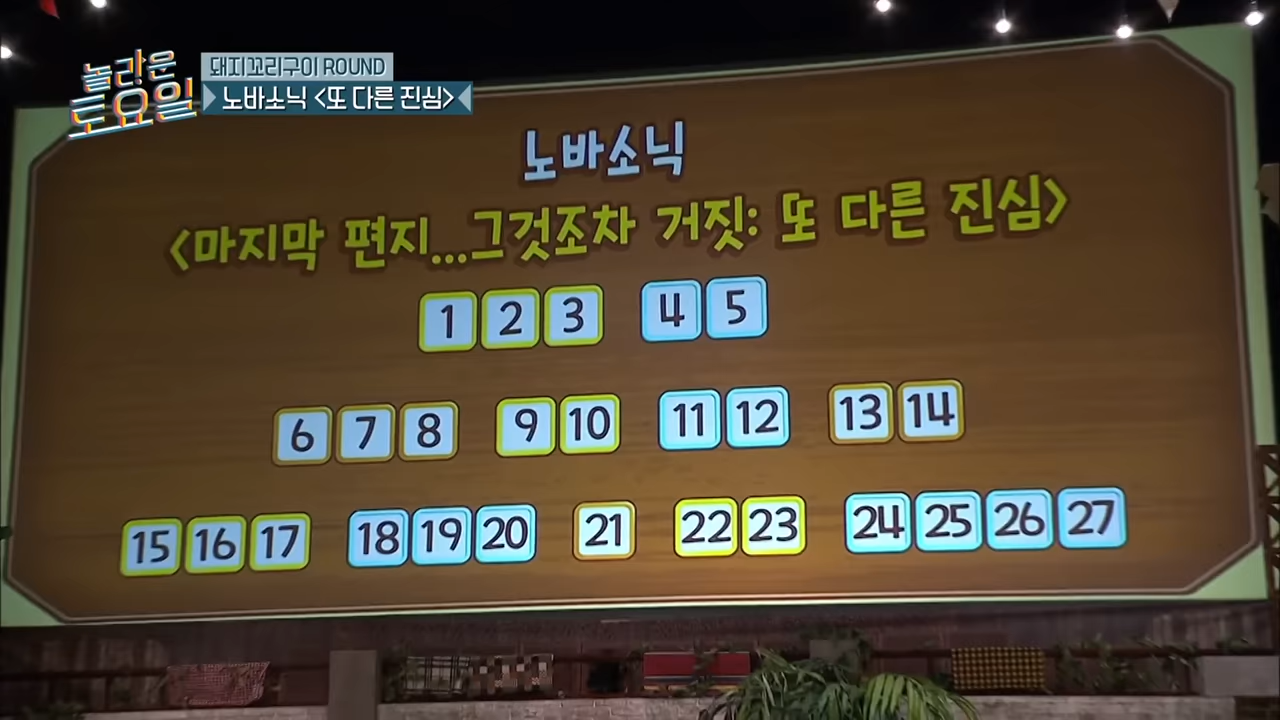 놀라운
토요일
돼지꼬리구이 ROUND
노바소닉 <또 다른 진심>
노바소닉
<마지막 편지...그것조차 거짓: 또 다른 진심>
1 2 3 4 5
6 7 8 9 10 11 12 13 14
15 16 17 18 19 20 21 22 23 24 25 26 27